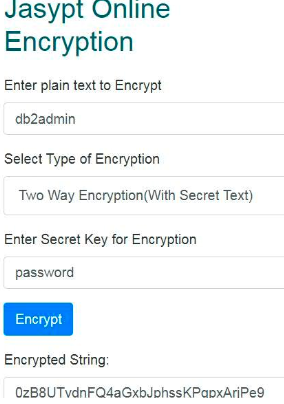 Jasypt Online
Encryption
Enter plain text to Encrypt
db2admin
Select Type of Encryption
Two Way Encryption(With Secret Text)
Enter Secret Key for Encryption
password
Encrypt
Encrypted String:
0zB8UTvdnFQ4aGxbJphssKPqpxAriPe9